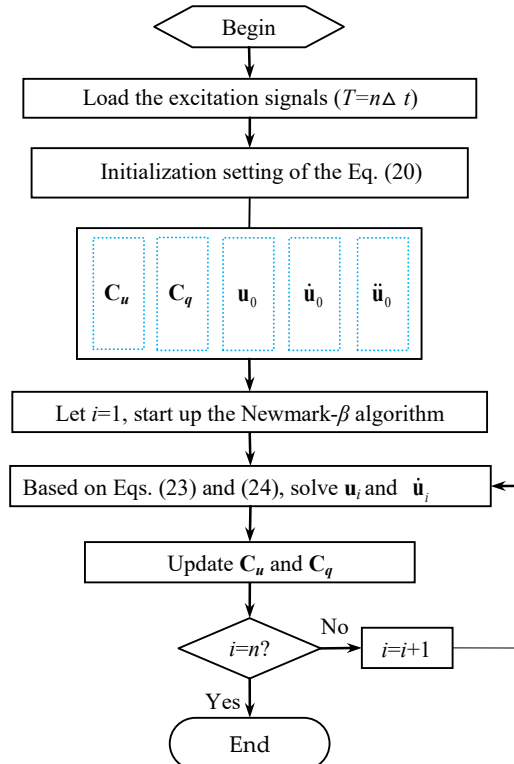 Begin
Load the excitation signals (T=n△ t)
Initialization setting of the Eq. (20)
C_u C_q u_0 u̇_0 ü_0
Let i=1, start up the Newmark-β algorithm
Based on Eqs. (23) and (24), solve u_i and u̇_i
Update C_u and C_q
i=n?
No
i=i+1
Yes
End